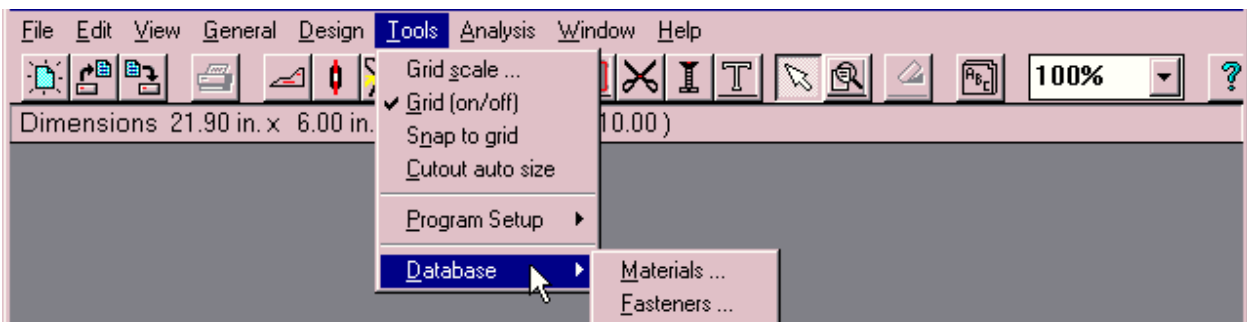 File Edit View General Design Tools Analysis Window Help
Grid scale ...
T
ABC
100%
?
Grid (on/off)
Dimensions 21.90 in. x 6.00 in.
10.00 )
Snap to grid
Cutout auto size
Program Setup
Database
Materials ...
Fasteners ...